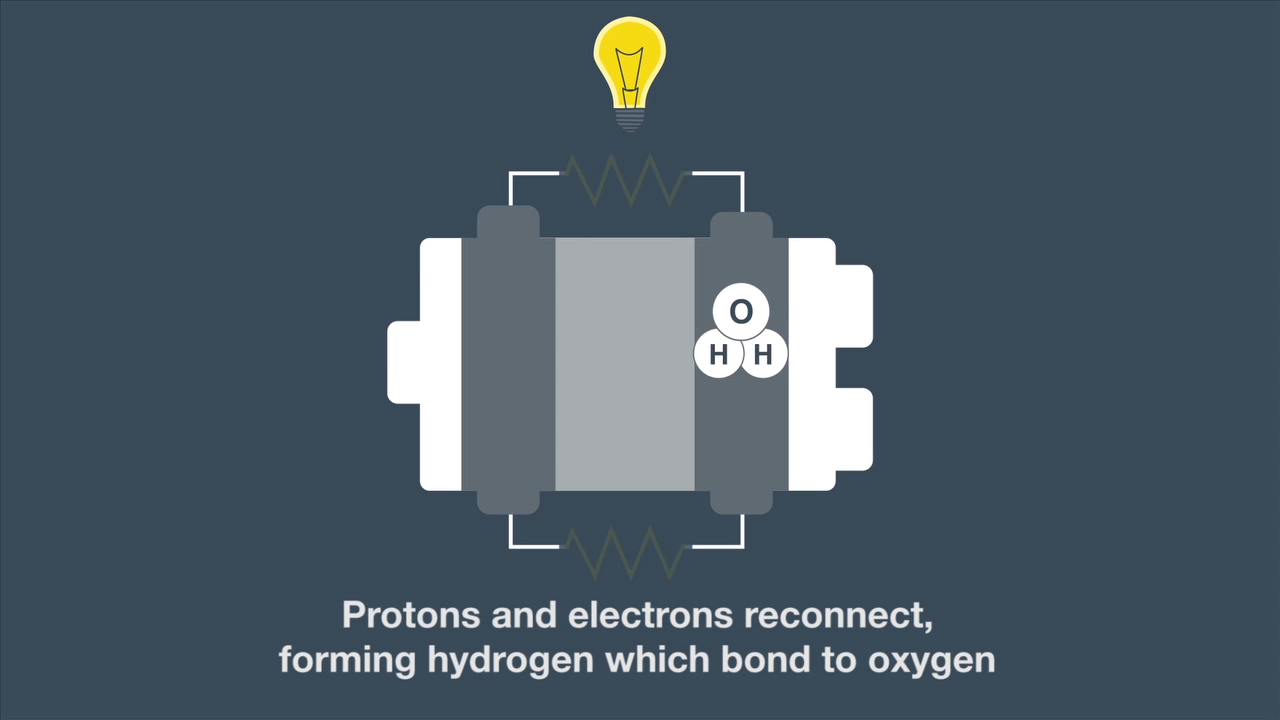 O
H H
Protons and electrons reconnect,
forming hydrogen which bond to oxygen